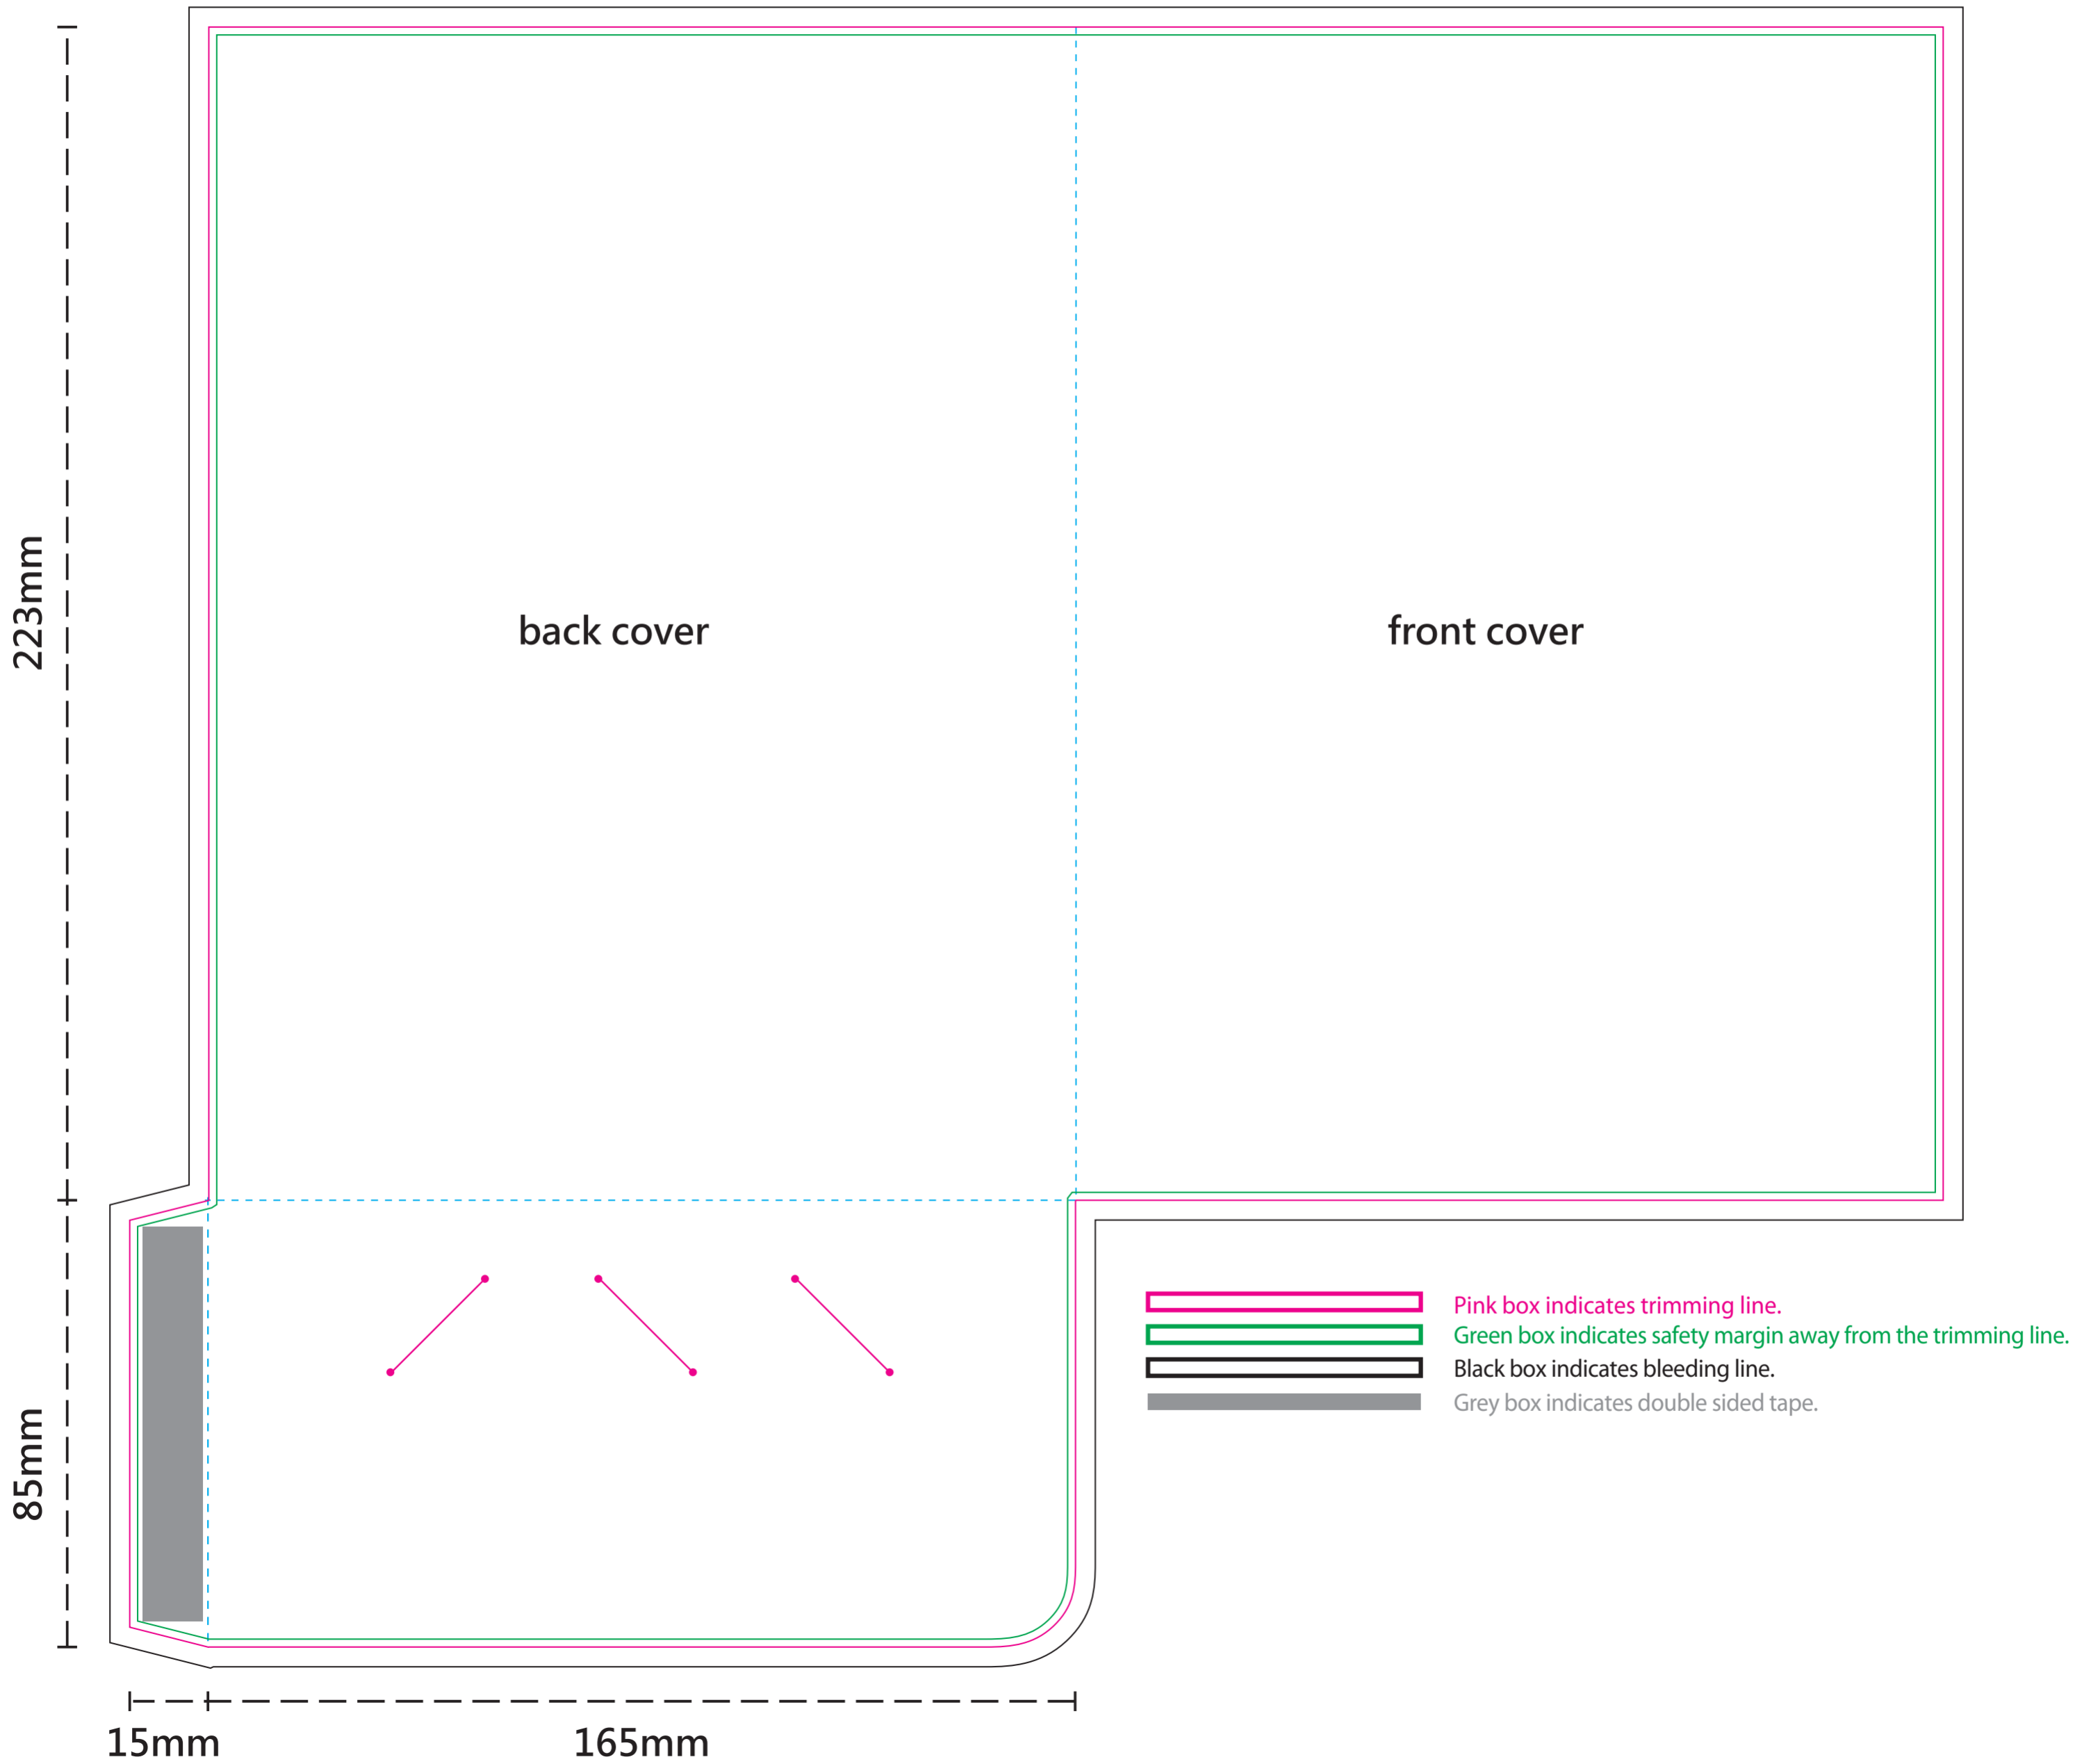 223mm
back cover
front cover
Pink box indicates trimming line.
Green box indicates safety margin away from the trimming line.
Black box indicates bleeding line.
Grey box indicates double sided tape.
85mm
15mm
165mm